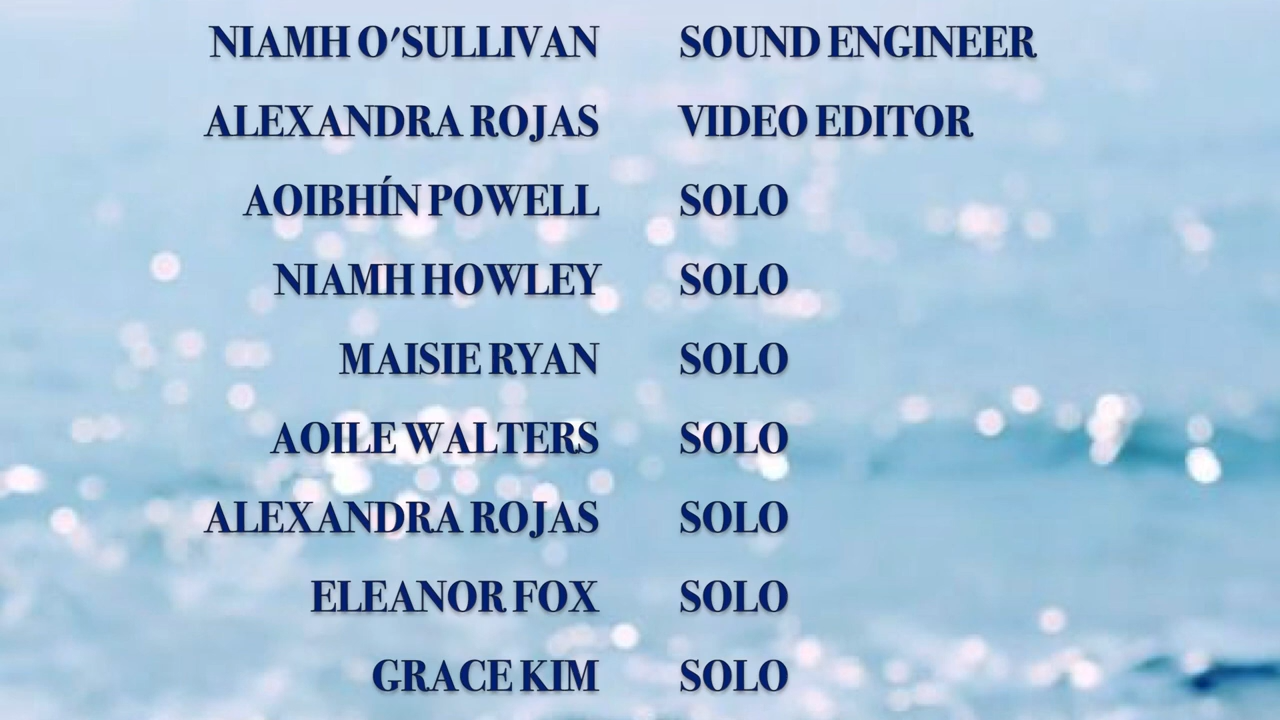 NIAMH O'SULLIVAN SOUND ENGINEER
ALEXANDRA ROJAS VIDEO EDITOR
AOIBHÍN POWELL SOLO
NIAMH HOWLEY SOLO
MAISIE RYAN SOLO
AOILE WALTERS SOLO
ALEXANDRA ROJAS SOLO
ELEANOR FOX SOLO
GRACE KIM SOLO